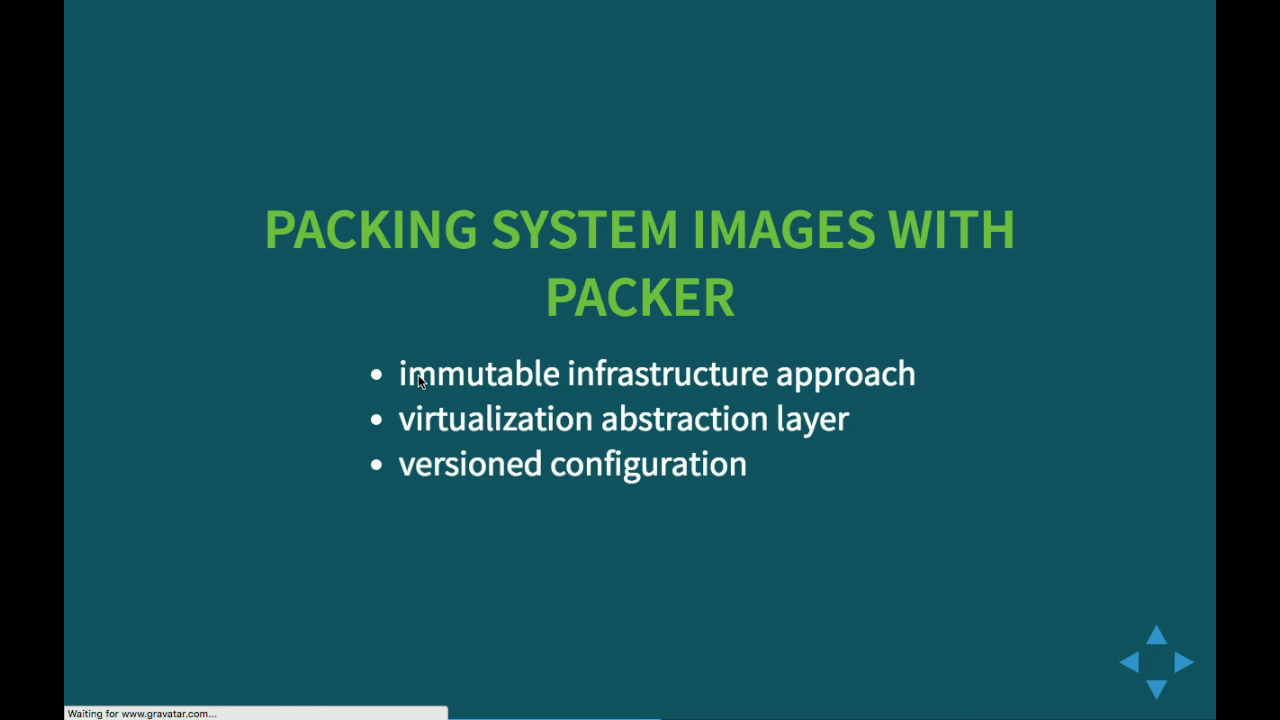 PACKING SYSTEM IMAGES WITH
PACKER
• immutable infrastructure approach
• virtualization abstraction layer
• versioned configuration
Waiting for www.gravatar.com...